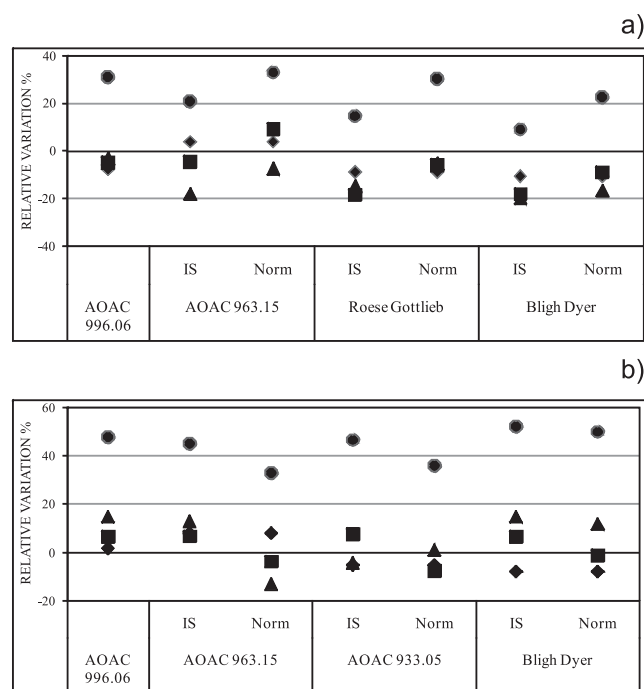 a)
RELATIVE VARIATION %
40
20
0
-20
-40
IS Norm IS Norm IS Norm
AOAC 996.06 AOAC 963.15 Roese Gottlieb Bligh Dyer
b)
RELATIVE VARIATION %
60
40
20
0
-20
IS Norm IS Norm IS Norm
AOAC 996.06 AOAC 963.15 AOAC 933.05 Bligh Dyer